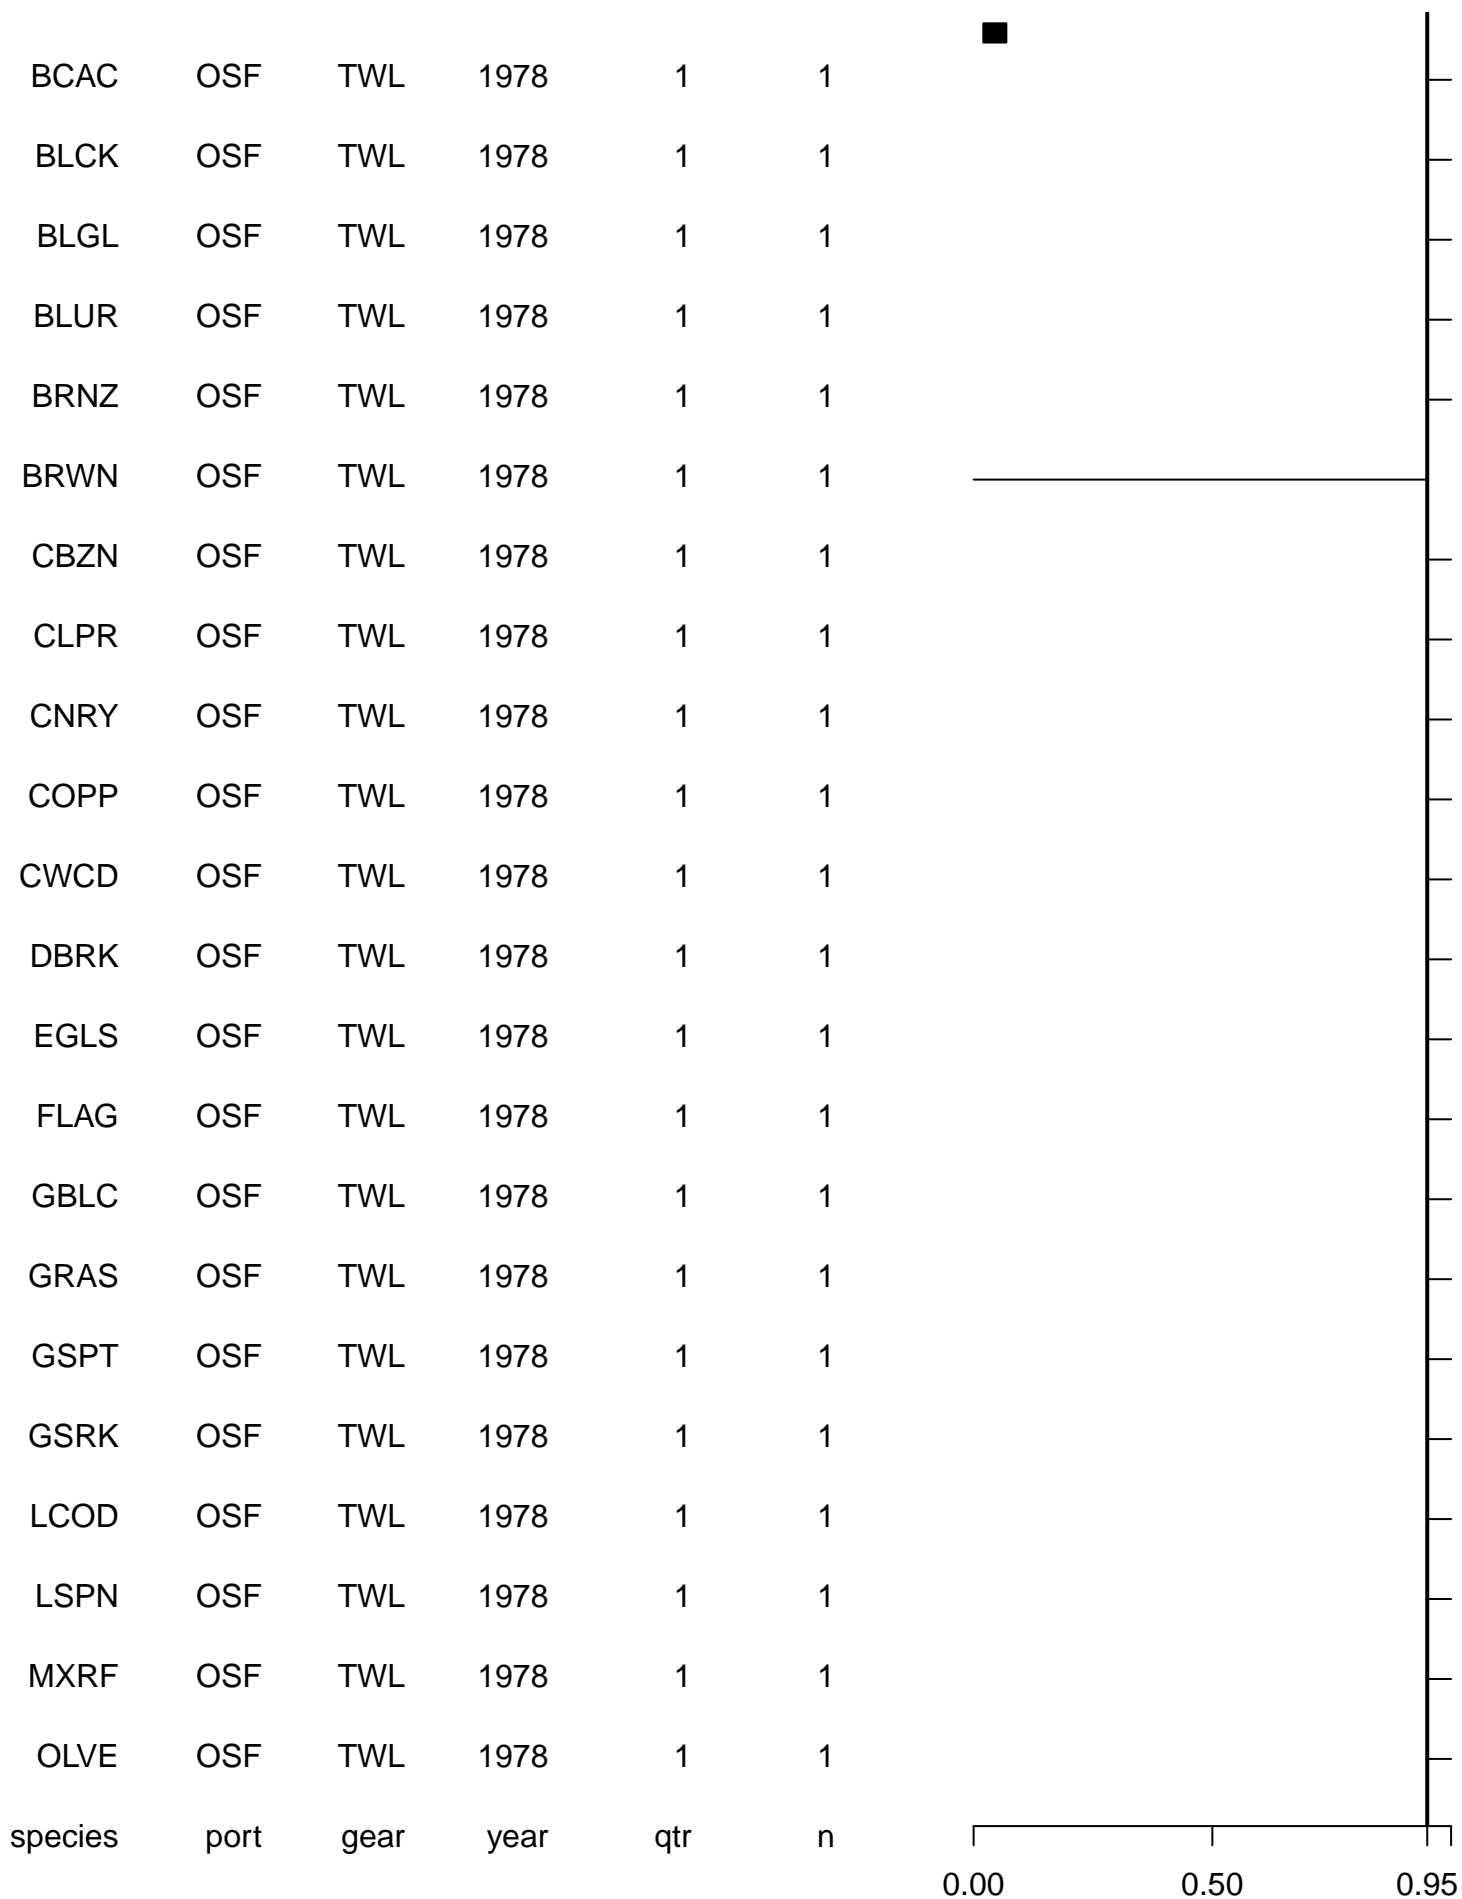 BCAC OSF TWL 1978 1 1
BLCK OSF TWL 1978 1 1
BLGL OSF TWL 1978 1 1
BLUR OSF TWL 1978 1 1
BRNZ OSF TWL 1978 1 1
BRWN OSF TWL 1978 1 1
CBZN OSF TWL 1978 1 1
CLPR OSF TWL 1978 1 1
CNRY OSF TWL 1978 1 1
COPP OSF TWL 1978 1 1
CWCD OSF TWL 1978 1 1
DBRK OSF TWL 1978 1 1
EGLS OSF TWL 1978 1 1
FLAG OSF TWL 1978 1 1
GBLC OSF TWL 1978 1 1
GRAS OSF TWL 1978 1 1
GSPT OSF TWL 1978 1 1
GSRK OSF TWL 1978 1 1
LCOD OSF TWL 1978 1 1
LSPN OSF TWL 1978 1 1
MXRF OSF TWL 1978 1 1
OLVE OSF TWL 1978 1 1
species port gear year qtr n
0.00 0.50 0.95